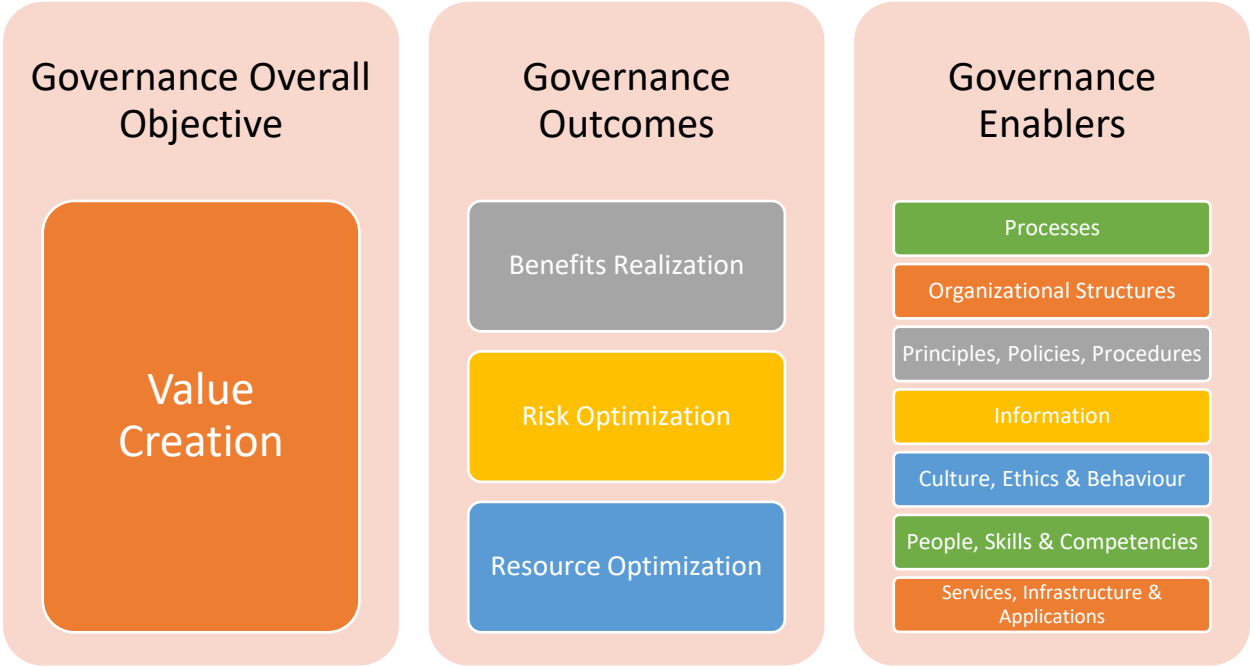 Governance Overall
Objective
Value
Creation
Governance
Outcomes
Benefits Realization
Risk Optimization
Resource Optimization
Governance
Enablers
Processes
Organizational Structures
Principles, Policies, Procedures
Information
Culture, Ethics & Behaviour
People, Skills & Competencies
Services, Infrastructure &
Applications